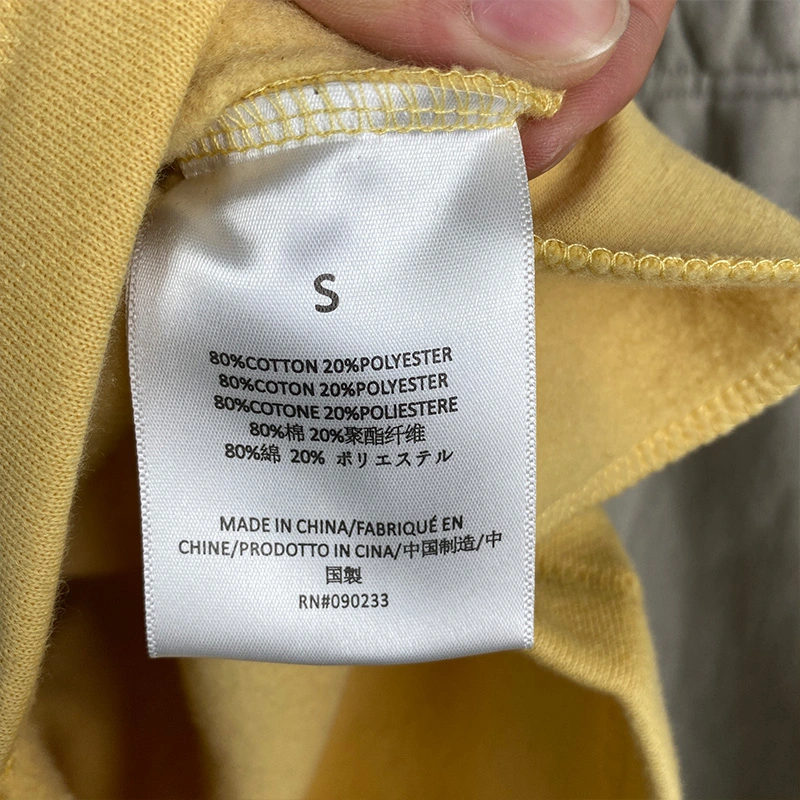 S
80%COTTON 20%POLYESTER
80%COTON 20%POLYESTER
80%COTONE 20%POLIESTERE
80%棉 20%聚酯纤维
80%綿 20% ポリエステル
MADE IN CHINA/FABRIQUÉ EN
CHINE/PRODOTTO IN CINA/中国制造/中
国製
RN#090233